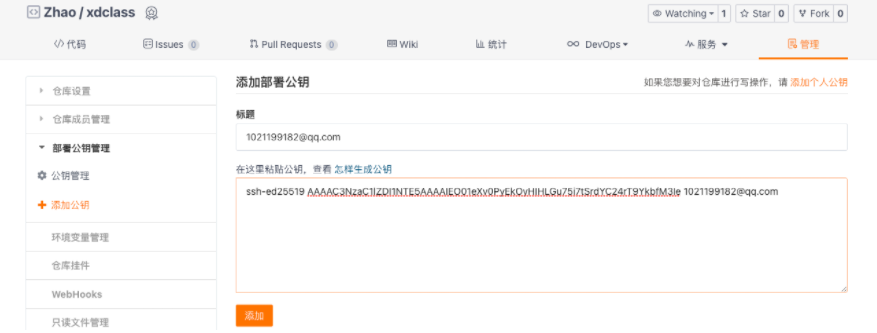 Zhao / xdclass
Watching 1 Star 0 Fork 0
代码 Issues 0 Pull Requests 0 Wiki 统计 DevOps 服务 管理
仓库设置
仓库成员管理
部署公钥管理
公钥管理
添加公钥
环境变量管理
仓库挂件
WebHooks
只读文件管理
添加部署公钥 如果您想要对仓库进行写操作，请 添加个人公钥
标题
1021199182@qq.com
在这里粘贴公钥，查看 怎样生成公钥
ssh-ed25519 1021199182@qq.com
添加